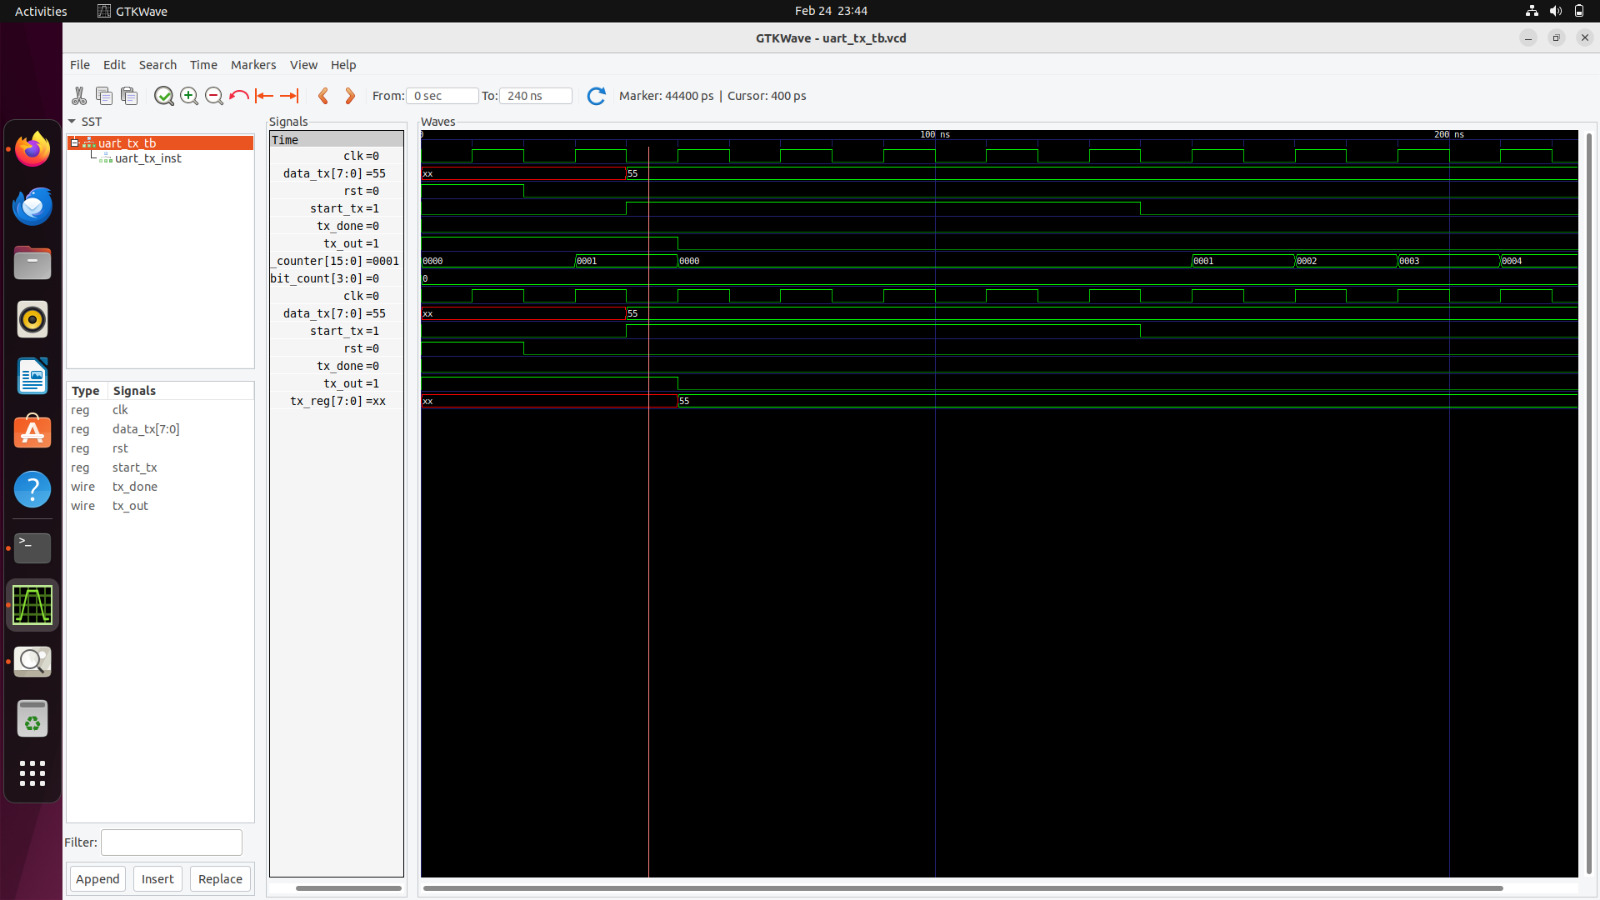 Activities GTKWave Feb 24 23:44
GTKWave - uart_tx_tb.vcd
File Edit Search Time Markers View Help
From: 0 sec To: 240 ns Marker: 44400 ps | Cursor: 400 ps
SST
uart_tx_tb
uart_tx_inst
Type Signals
reg clk
reg data_tx[7:0]
reg rst
reg start_tx
wire tx_done
wire tx_out
Filter:
Append Insert Replace
Signals
Time
clk=0
data_tx[7:0]=55
rst=0
start_tx=1
tx_done=0
tx_out=1
_counter[15:0]=0001
bit_count[3:0]=0
clk=0
data_tx[7:0]=55
start_tx=1
rst=0
tx_done=0
tx_out=1
tx_reg[7:0]=xx
Waves
100 ns 200 ns
xx 55
0000 0001 0000 0001 0002 0003 0004
0
xx 55
xx 55